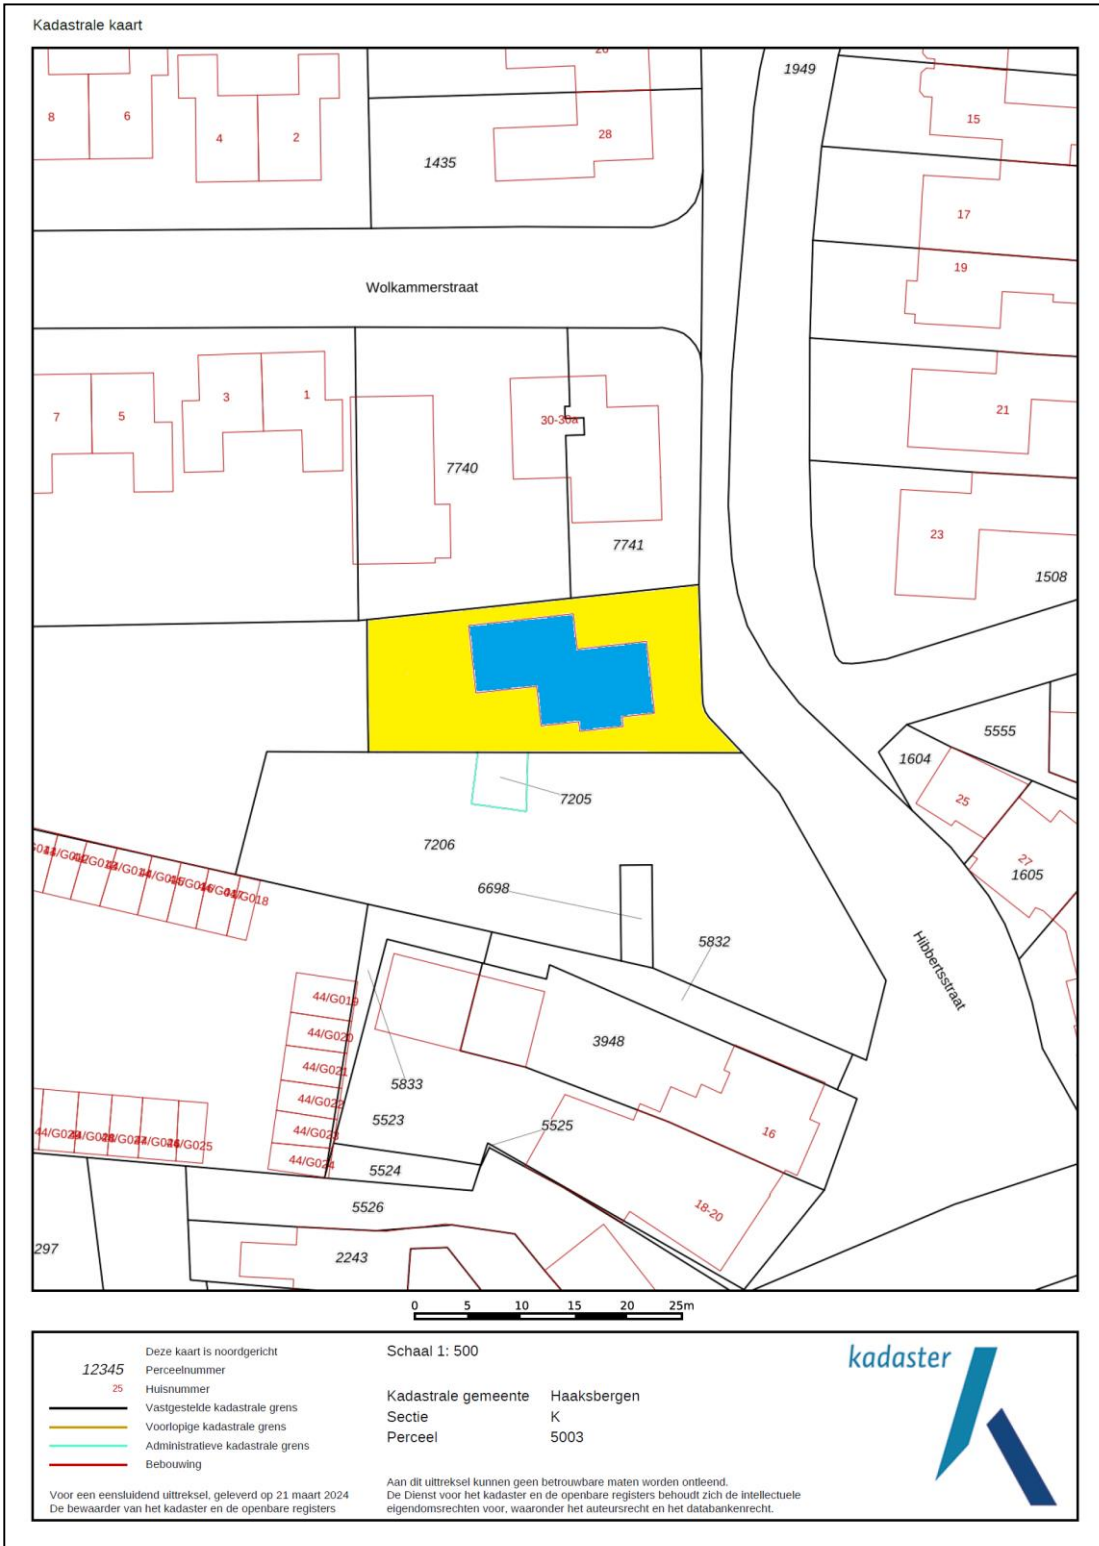 Kadastrale kaart
1949
8
6
4
2
28
1435
15
17
19
Wolkammerstraat
7
5
3
1
30-30a
7740
7741
21
23
1508
5555
1604
25
27
1605
7205
7206
6698
5832
Hibbertsstraat
44/G019
44/G020
44/G021
44/G022
44/G023
44/G024
3948
5833
5523
5525
5524
5526
16
18-20
297
2243
0 5 10 15 20 25m
Deze kaart is noordgericht
12345 Perceelnummer
25 Huisnummer
Vastgestelde kadastrale grens
Voorlopige kadastrale grens
Administratieve kadastrale grens
Bebouwing
Voor een eensluidend uittreksel, geleverd op 21 maart 2024
De bewaarder van het kadaster en de openbare registers
Schaal 1: 500
Kadastrale gemeente Haaksbergen
Sectie K
Perceel 5003
Aan dit uittreksel kunnen geen betrouwbare maten worden ontleend.
De Dienst voor het kadaster en de openbare registers behoudt zich de intellectuele
eigendomsrechten voor, waaronder het auteursrecht en het databankenrecht.
kadaster